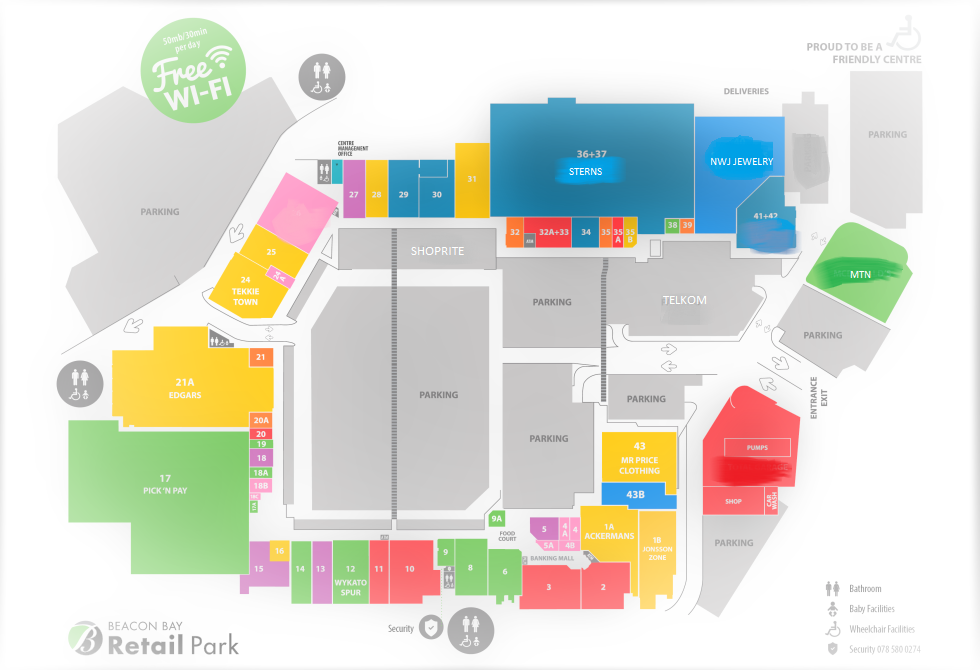 50mb/30min
per day
Free
WI-FI
PROUD TO BE A
FRIENDLY CENTRE
DELIVERIES
PARKING
CENTRE
MANAGEMENT
OFFICE
36+37
STERNS
NWJ JEWELRY
27
28
29
30
31
PARKING
41+42
32
32A+33
34
35
35
A
35
B
38
39
SHOPRITE
25
24
TEKKIE
TOWN
MTN
PARKING
TELKOM
PARKING
21
21A
EDGARS
PARKING
PARKING
ENTRANCE
EXIT
20A
20
19
18
18A
18B
17
PICK'N PAY
PARKING
43
MR PRICE
CLOTHING
43B
PUMPS
SHOP
CAR
WASH
9A
FOOD
COURT
5
4
A
4
5A
4B
BANKING MALL
1A
ACKERMANS
1B
JONSSON
ZONE
PARKING
16
15
14
13
12
WYKATO
SPUR
11
10
9
8
6
3
2
Bathroom
Baby Facilities
Wheelchair Facilities
Security 078 580 0274
Security
B
BEACON BAY
Retail Park